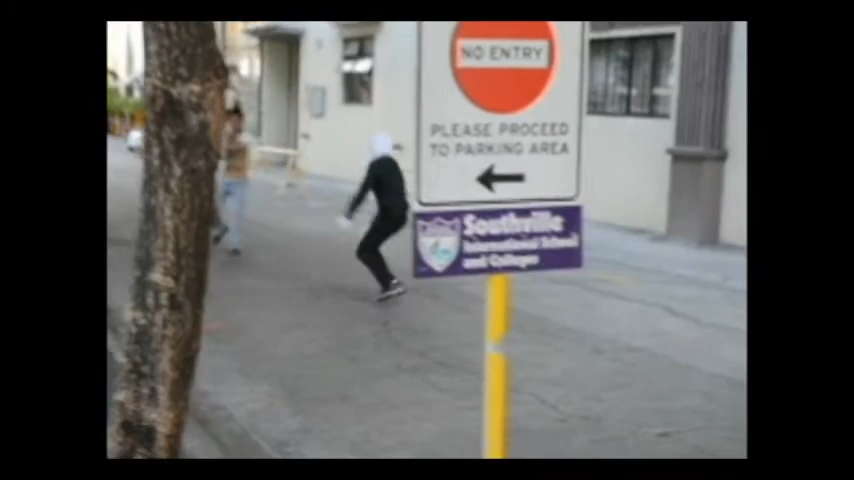 NO ENTRY
PLEASE PROCEED
TO PARKING AREA
Southville
International School
and Colleges